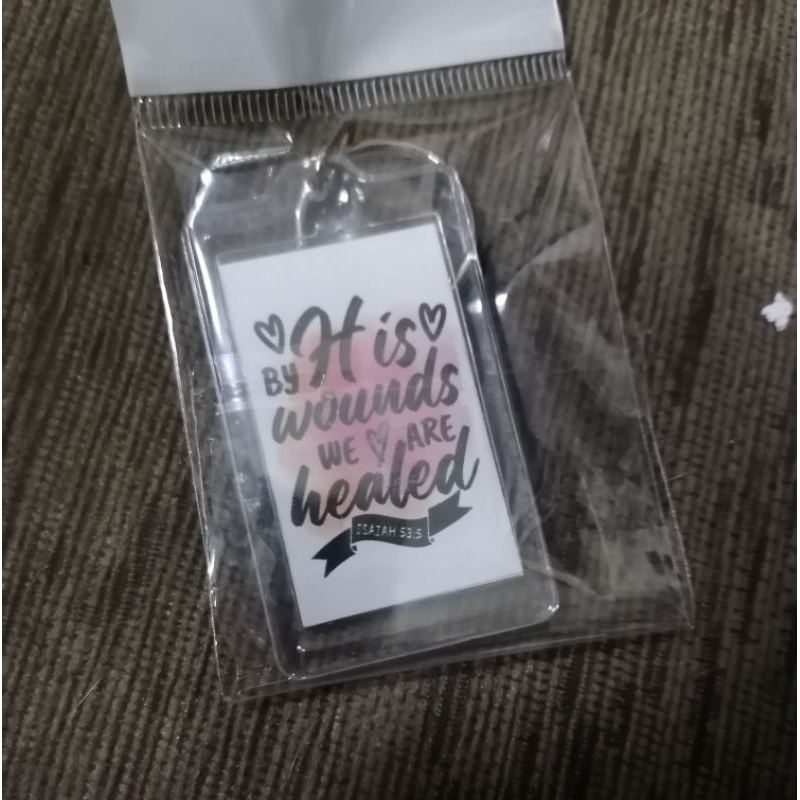 By His
wounds
WE ARE
healed
ISAIAH 53:5